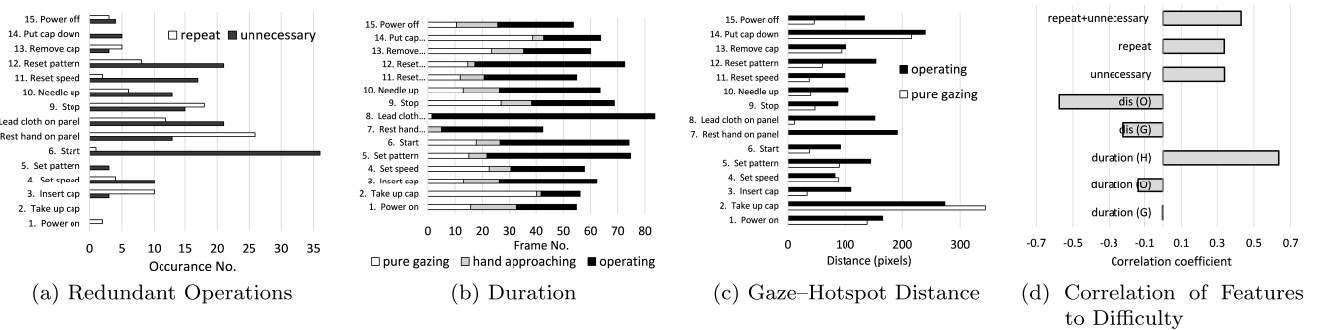 15. Power off
14. Put cap down
13. Remove cap
12. Reset pattern
11. Reset speed
10. Needle up
9. Stop
Lead cloth on panel
Rest hand on panel
6. Start
5. Set pattern
4. Set speed
3. Insert cap
2. Take up cap
1. Power on
repeat unnecessary
0 5 10 15 20 25 30 35
Occurance No.
(a) Redundant Operations
15. Power off
14. Put cap...
13. Remove...
12. Reset...
11. Reset...
10. Needle up
9. Stop
8. Lead cloth...
7. Rest hand...
6. Start
5. Set pattern
4. Set speed
3. Insert cap
2. Take up cap
1. Power on
0 10 20 30 40 50 60 70 80
Frame No.
pure gazing hand approaching operating
(b) Duration
15. Power off
14. Put cap down
13. Remove cap
12. Reset pattern
11. Reset speed
10. Needle up
9. Stop
8. Lead cloth on panel
7. Rest hand on panel
6. Start
5. Set pattern
4. Set speed
3. Insert cap
2. Take up cap
1. Power on
operating
pure gazing
0 100 200 300
Distance (pixels)
(c) Gaze–Hotspot Distance
repeat+unnecessary
repeat
unnecessary
dis (O)
dis (G)
duration (H)
duration (O)
duration (G)
-0.7 -0.5 -0.3 -0.1 0.1 0.3 0.5 0.7
Correlation coefficient
(d) Correlation of Features
to Difficulty